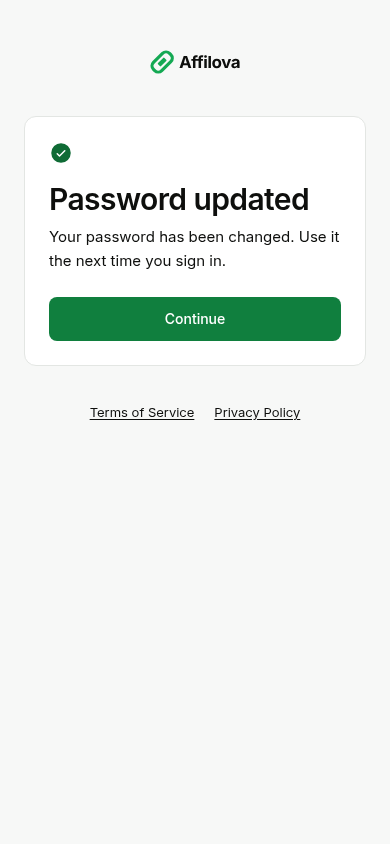 Affilova
Password updated
Your password has been changed. Use it
the next time you sign in.
Continue
Terms of Service Privacy Policy